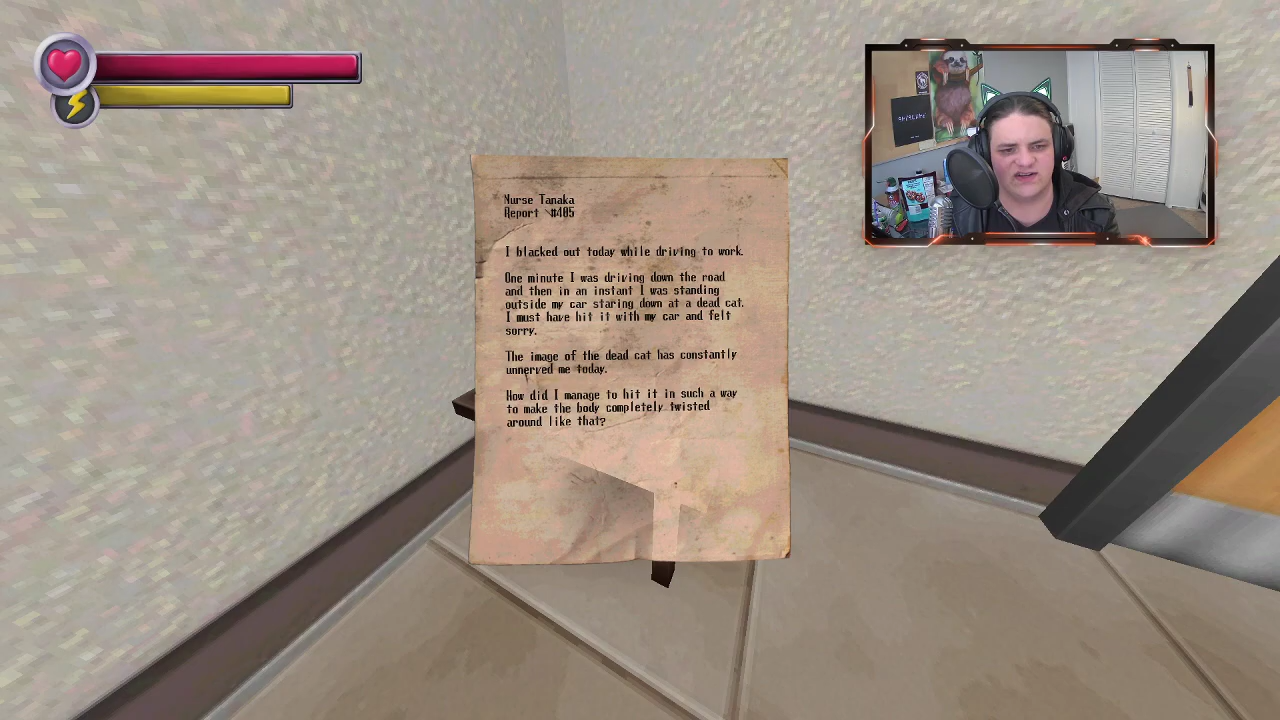 Nurse Tanaka
Report \#405
I blacked out today while driving to work.
One minute I was driving down the road
and then in an instant I was standing
outside my car staring down at a dead cat.
I must have hit it with my car and felt
sorry.
The image of the dead cat has constantly
unnerved me today.
How did I manage to hit it in such a way
to make the body completely twisted
around like that?